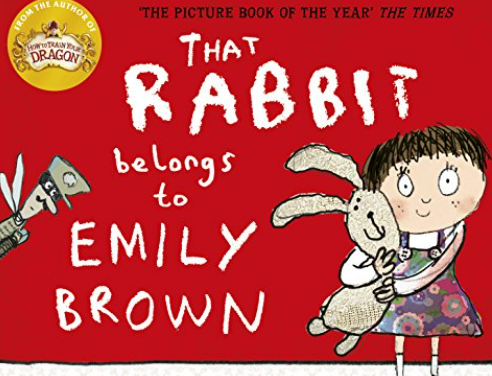 FROM THE AUTHOR OF
HOW TO TRAIN YOUR
DRAGON
'THE PICTURE BOOK OF THE YEAR' THE TIMES
THAT
RABBIT
belongs
to
EMILY
BROWN